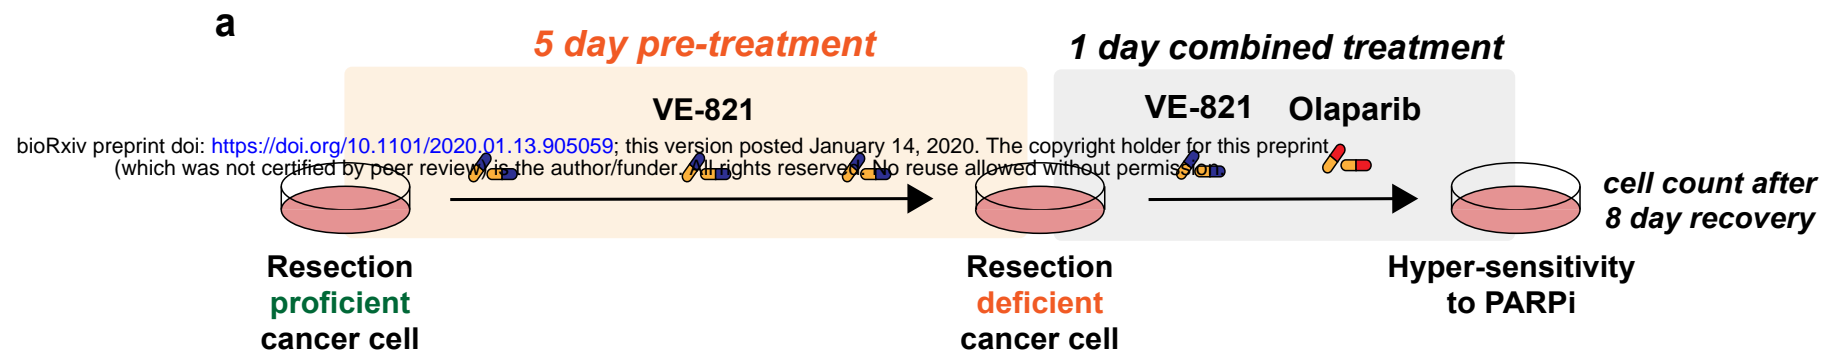 a
5 day pre-treatment
1 day combined treatment
VE-821
VE-821 Olaparib
bioRxiv preprint doi: https://doi.org/10.1101/2020.01.13.905059; this version posted January 14, 2020. The copyright holder for this preprint
(which was not certified by peer review) is the author/funder. All rights reserved. No reuse allowed without permission.
cell count after
8 day recovery
Resection
proficient
cancer cell
Resection
deficient
cancer cell
Hyper-sensitivity
to PARPi